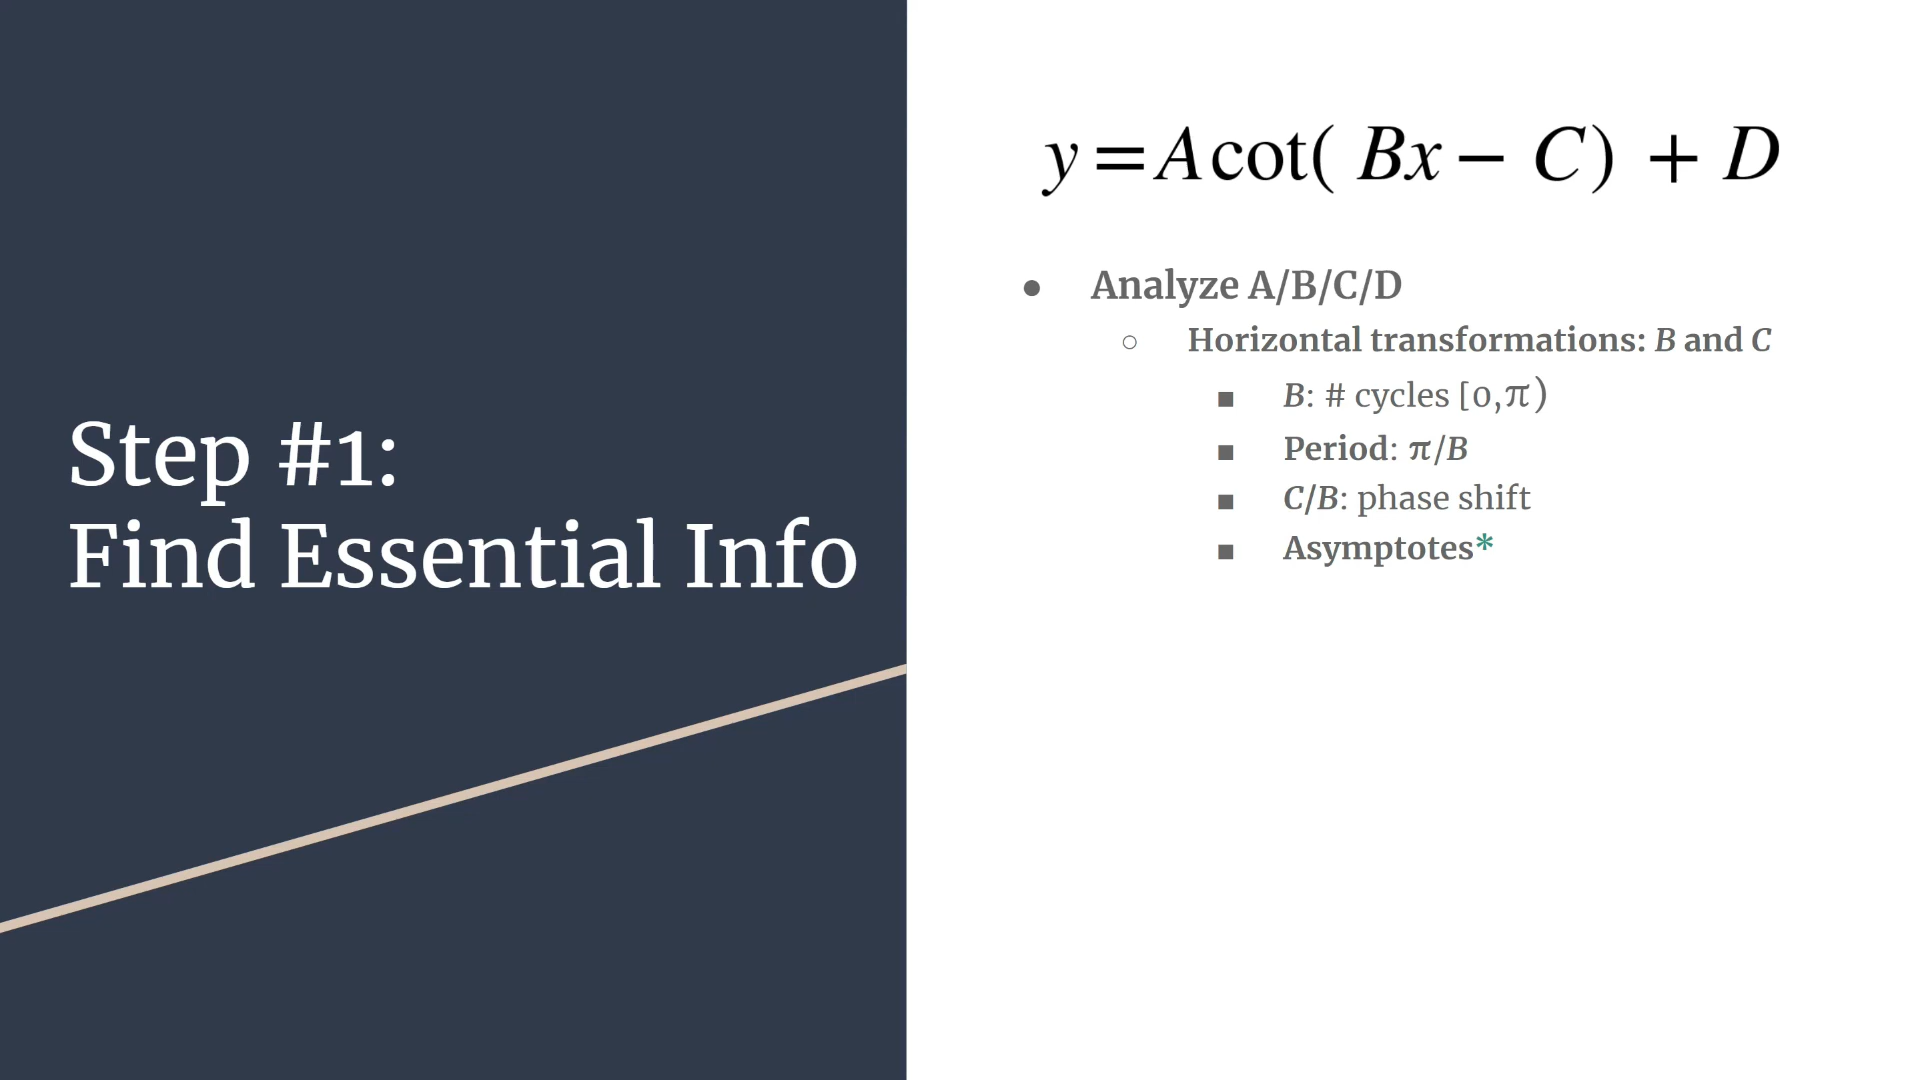 Step #1:
Find Essential Info
y = A cot( Bx − C) + D
● Analyze A/B/C/D
○ Horizontal transformations: B and C
■ B: # cycles [0,π)
■ Period: π/B
■ C/B: phase shift
■ Asymptotes*